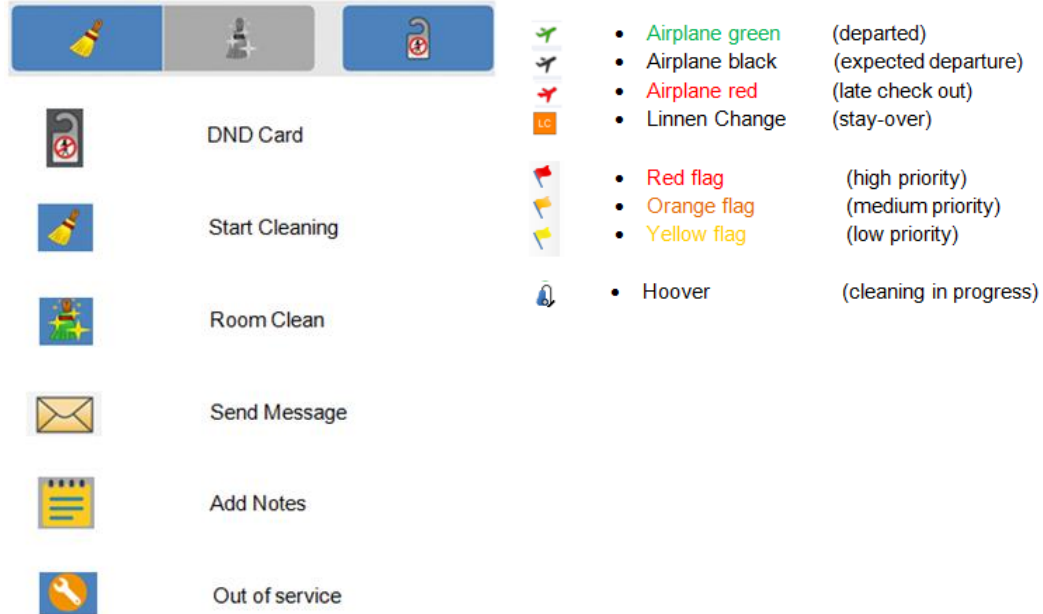 DND Card
Start Cleaning
Room Clean
Send Message
Add Notes
Out of service
• Airplane green (departed)
• Airplane black (expected departure)
• Airplane red (late check out)
LC • Linnen Change (stay-over)
• Red flag (high priority)
• Orange flag (medium priority)
• Yellow flag (low priority)
• Hoover (cleaning in progress)